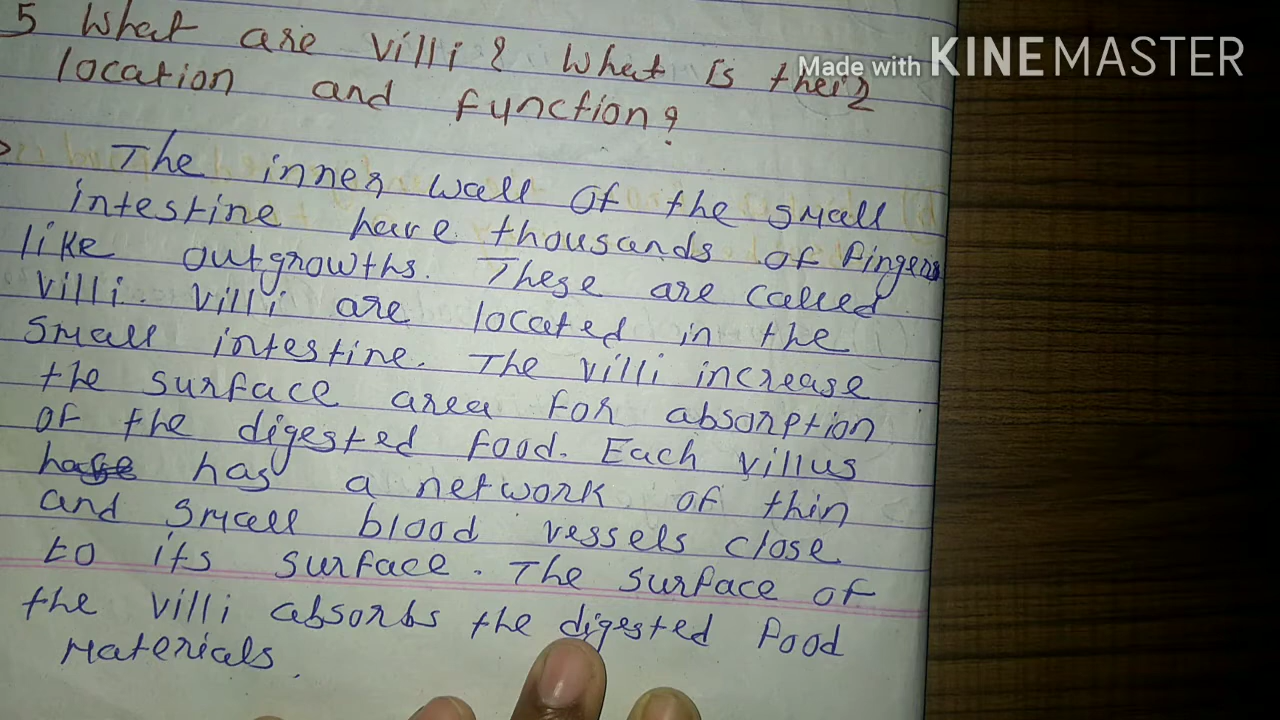 5 What are villi? What is their
location and function?
The inner wall of the small
intestine have thousands of fingers
like outgrowths. These are called
villi. villi are located in the
small intestine. The villi increase
the surface area for absorption
of the digested food. Each villus
has a network of thin
and small blood vessels close
to its surface. The surface of
the villi absorbs the digested food
materials.
Made with KINEMASTER